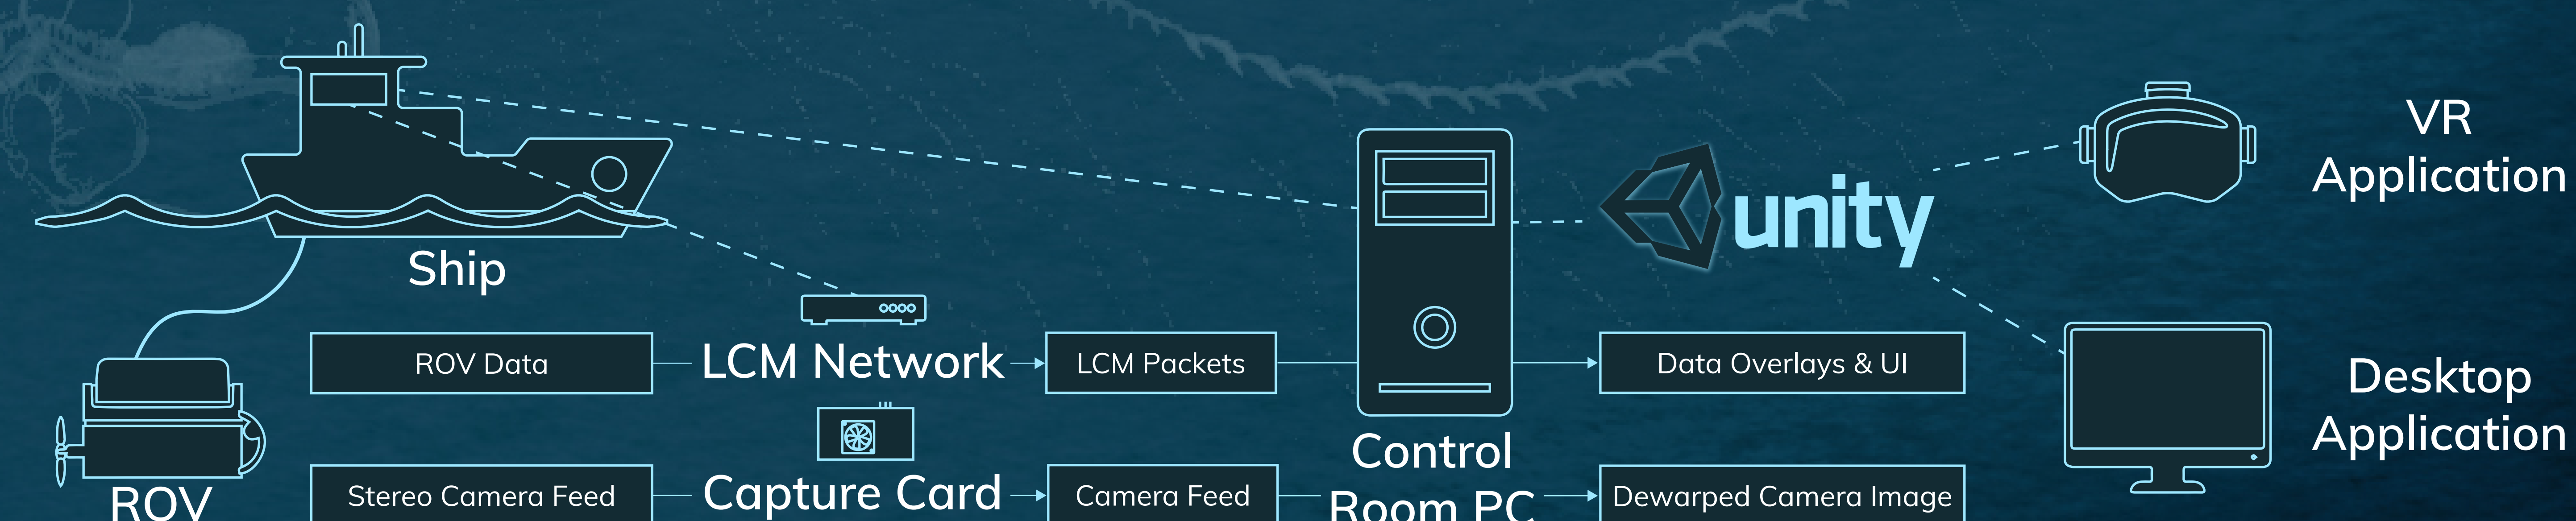 VR
Application
unity
Ship
ROV Data
LCM Network
LCM Packets
Data Overlays & UI
Desktop
Application
Control
Room PC
ROV
Stereo Camera Feed
Capture Card
Camera Feed
Dewarped Camera Image